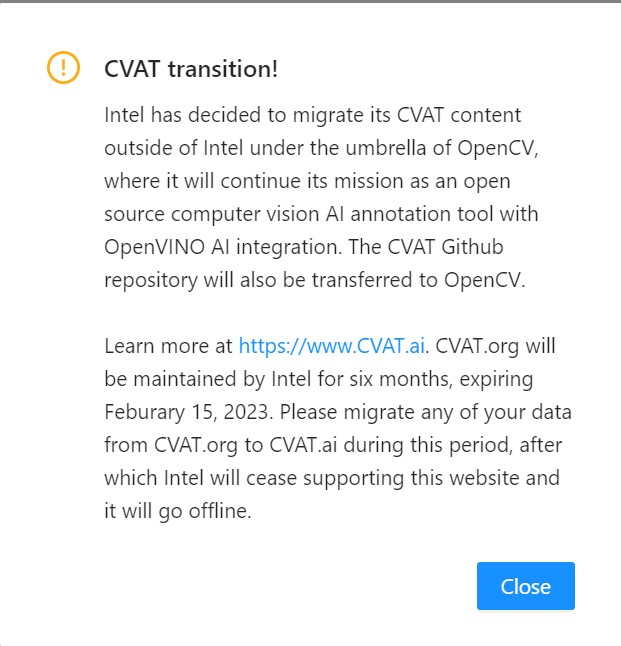 CVAT transition!
Intel has decided to migrate its CVAT content
outside of Intel under the umbrella of OpenCV,
where it will continue its mission as an open
source computer vision AI annotation tool with
OpenVINO AI integration. The CVAT Github
repository will also be transferred to OpenCV.
Learn more at https://www.CVAT.ai. CVAT.org will
be maintained by Intel for six months, expiring
Feburary 15, 2023. Please migrate any of your data
from CVAT.org to CVAT.ai during this period, after
which Intel will cease supporting this website and
it will go offline.
Close